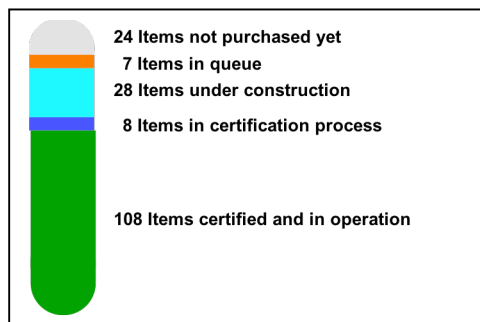 24 Items not purchased yet
7 Items in queue
28 Items under construction
8 Items in certification process
108 Items certified and in operation